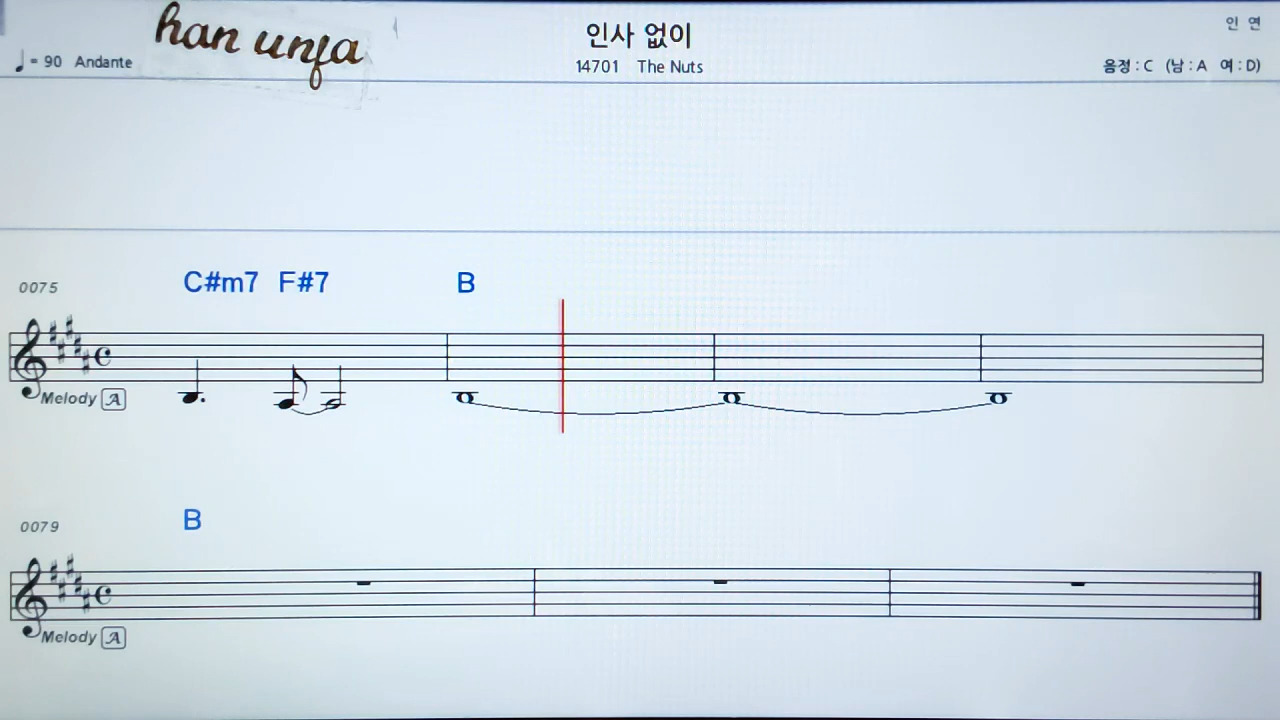 han unfa
인사 없이
인 연
♩= 90 Andante
14701 The Nuts
음정 : C (남 : A 여 : D)
0075
C#m7 F#7 B
Melody A
0079
B
Melody A